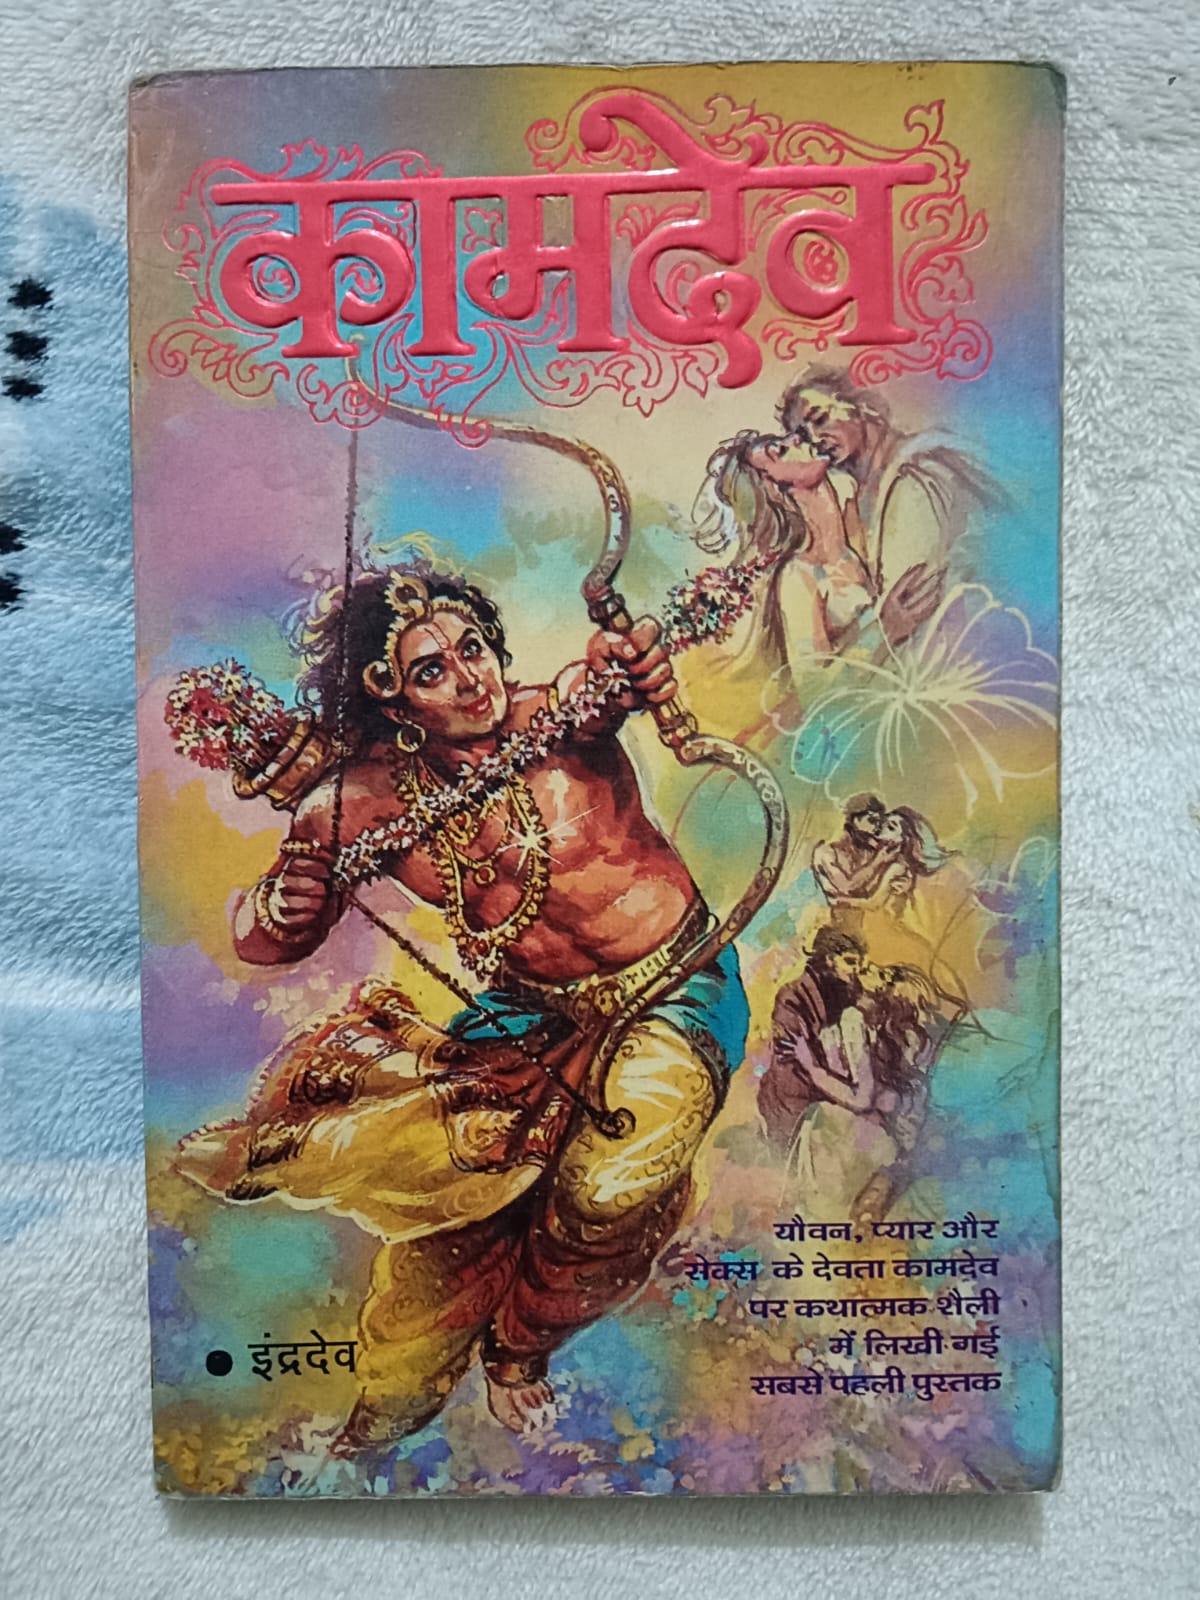 कामदेव
यौवन, प्यार और
सेक्स के देवता कामदेव
पर कथात्मक शैली
में लिखी गई
सबसे पहली पुस्तक
• इंद्रदेव